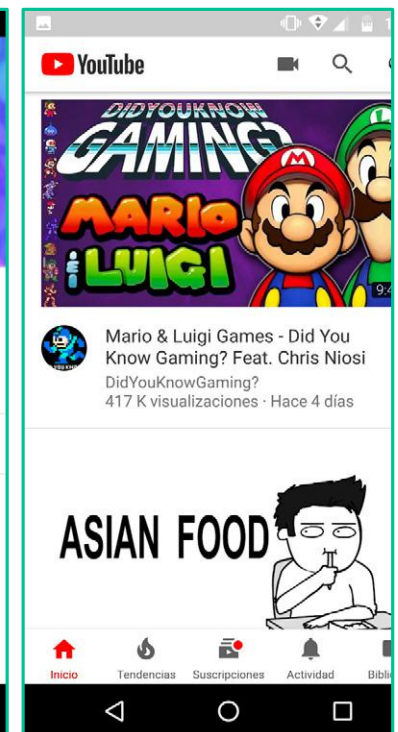 YouTube
DIDYOUKNOW
GAMING?
MARIO
& LUIGI
9:4
Mario & Luigi Games - Did You
Know Gaming? Feat. Chris Niosi
DidYouKnowGaming?
417 K visualizaciones · Hace 4 días
ASIAN FOOD
Inicio
Tendencias
Suscripciones
Actividad
Bibli